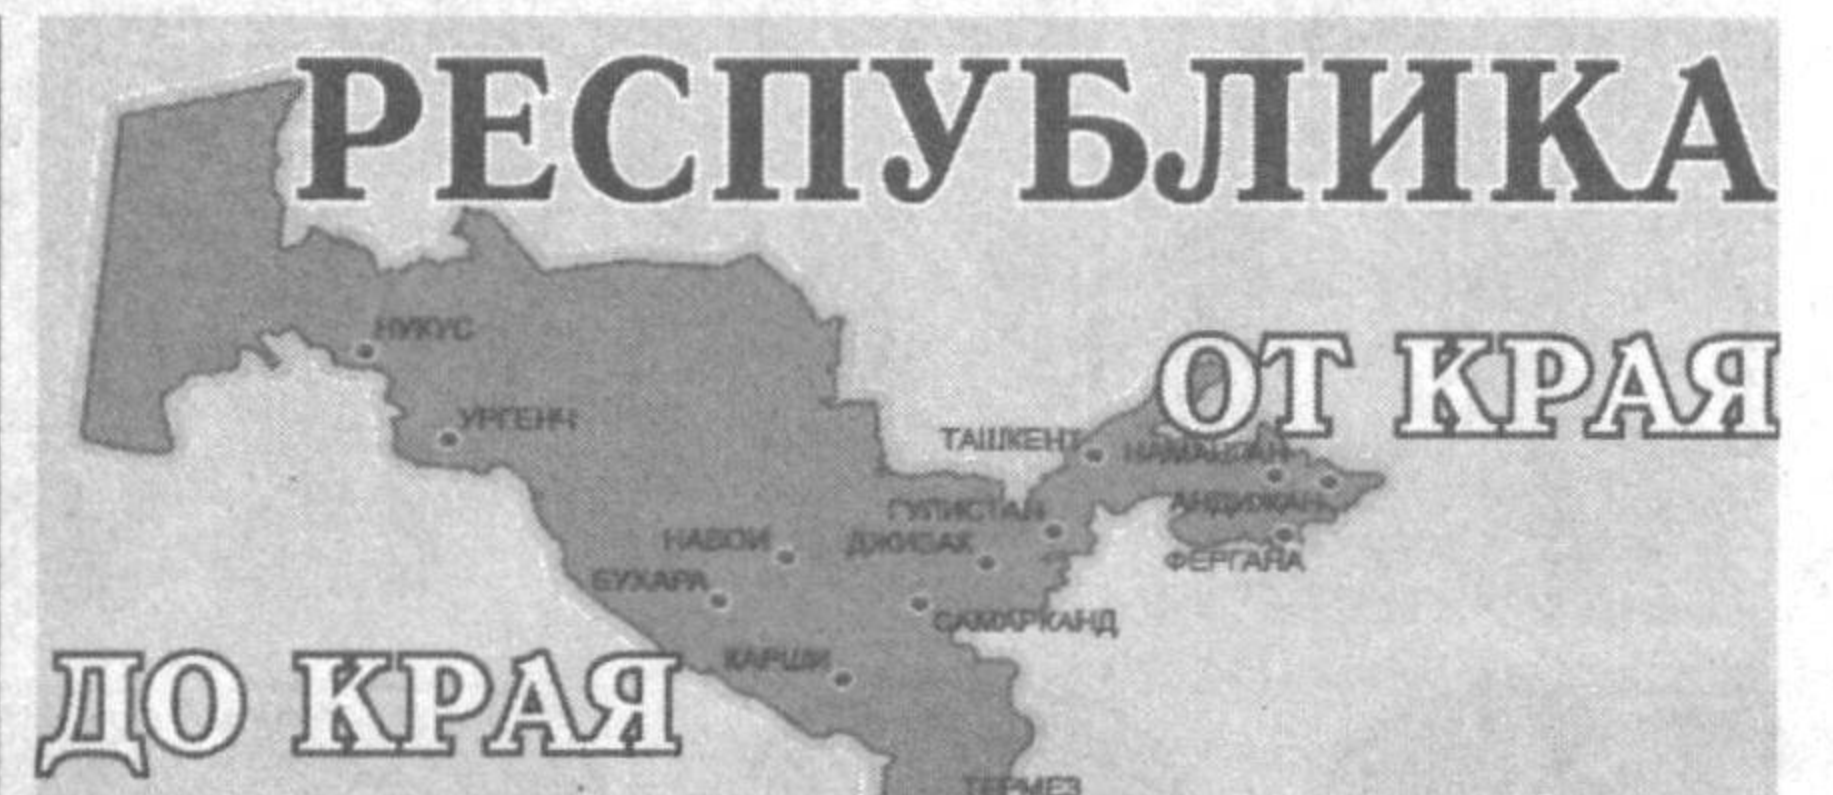 РЕСПУБЛИКА
НУКУС
ОТ КРАЯ
УРГЕНЧ
ТАШКЕНТ
НАМАНГАН
АНДИЖАН
ГУЛИСТАН
НАВОИ
ДЖИЗАК
ФЕРГАНА
БУХАРА
САМАРКАНД
КАРШИ
ДО КРАЯ
ТЕРМЕЗ